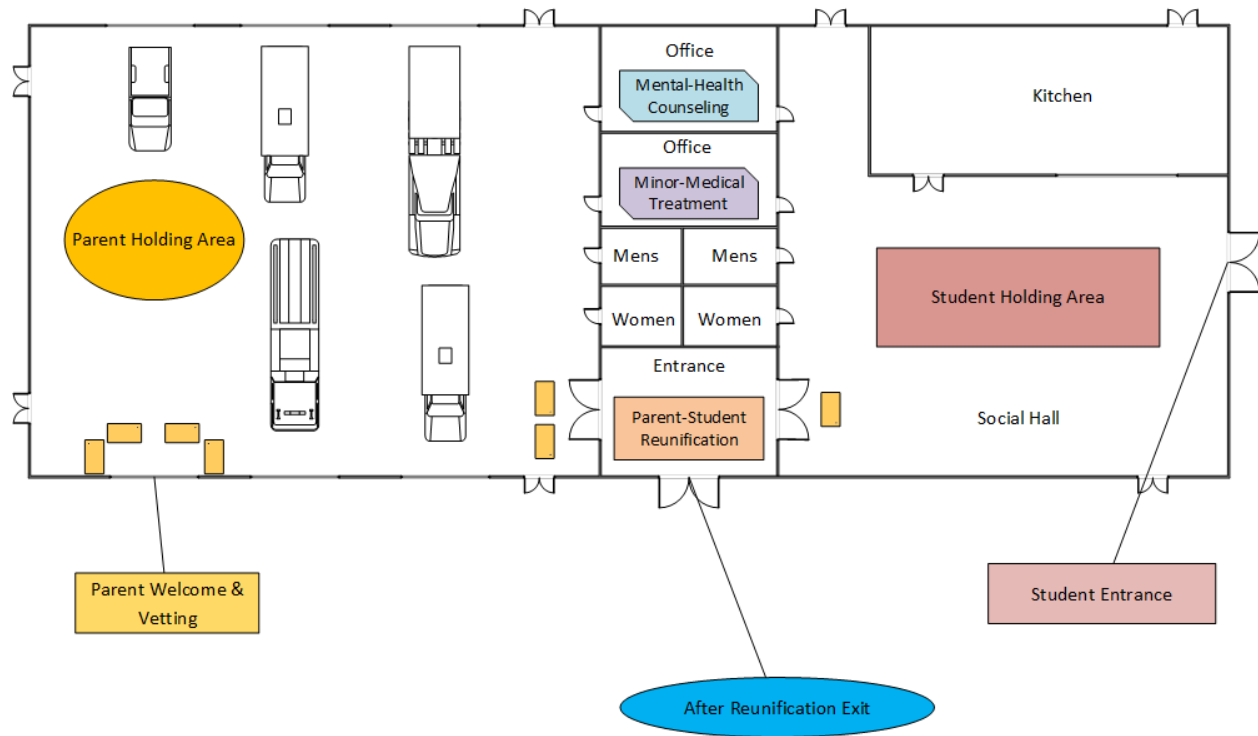 Office
Mental-Health
Counseling
Kitchen
Office
Minor-Medical
Treatment
Parent Holding Area
Mens
Mens
Student Holding Area
Women
Women
Entrance
Parent-Student
Reunification
Social Hall
Parent Welcome &
Vetting
Student Entrance
After Reunification Exit